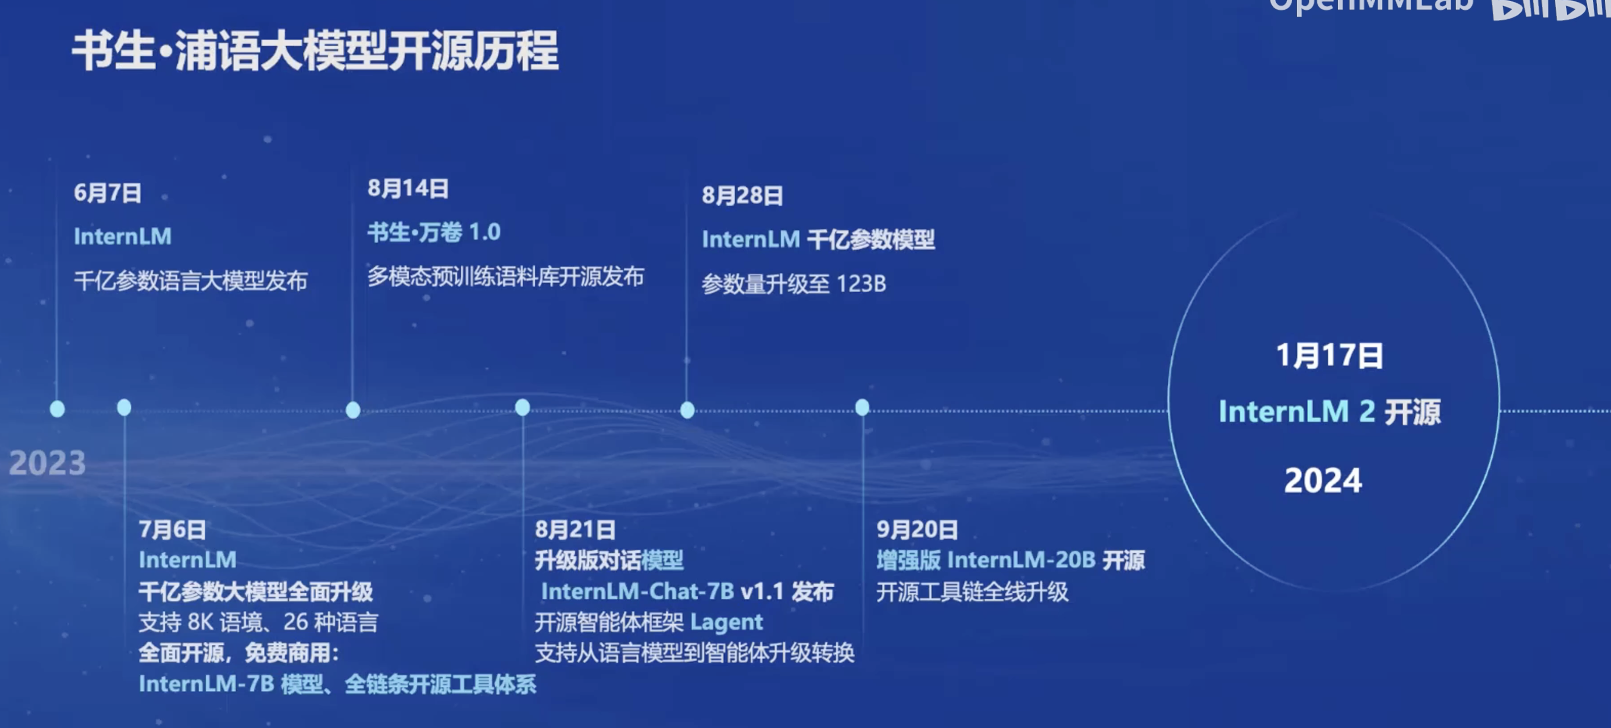 OpenMMLab
书生·浦语大模型开源历程
6月7日
InternLM
千亿参数语言大模型发布
8月14日
书生·万卷 1.0
多模态预训练语料库开源发布
8月28日
InternLM 千亿参数模型
参数量升级至 123B
1月17日
InternLM 2 开源
2024
2023
7月6日
InternLM
千亿参数大模型全面升级
支持 8K 语境、26 种语言
全面开源，免费商用：
InternLM-7B 模型、全链条开源工具体系
8月21日
升级版对话模型
InternLM-Chat-7B v1.1 发布
开源智能体框架 Lagent
支持从语言模型到智能体升级转换
9月20日
增强版 InternLM-20B 开源
开源工具链全线升级